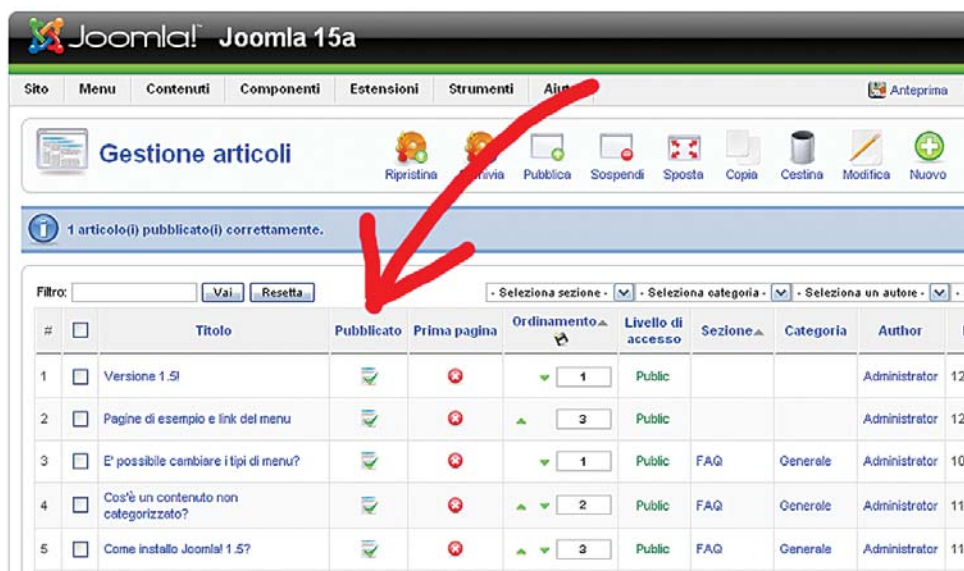 Joomla! Joomla 15a
Sito Menu Contenuti Componenti Estensioni Strumenti Anteprima
Gestione articoli
Ripristina Pubblica Sospendi Sposta Copia Cestina Modifica Nuovo
1 articolo(i) pubblicato(i) correttamente.
Filtro: Vai Resetta - Seleziona sezione - - Seleziona categoria - - Seleziona un autore - -
# Titolo Pubblicato Prima pagina Ordinamento Livello di accesso Sezione Categoria Author
1 Versione 1.5! 1 Public Administrator 12
2 Pagine di esempio e link del menu 3 Public Administrator 12
3 E' possibile cambiare i tipi di menu? 1 Public FAQ Generale Administrator 10
4 Cos'è un contenuto non categorizzato? 2 Public FAQ Generale Administrator 11
5 Come installo Joomla! 1.5? 3 Public FAQ Generale Administrator 11